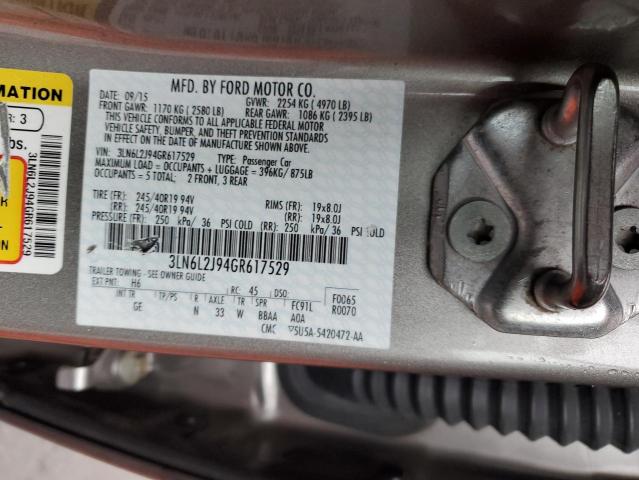 MFD. BY FORD MOTOR CO.
DATE: 09/15 GVWR: 2254 KG ( 4970 LB)
FRONT GAWR: 1170 KG ( 2580 LB) REAR GAWR: 1086 KG ( 2395 LB)
THIS VEHICLE CONFORMS TO ALL APPLICABLE FEDERAL MOTOR
VEHICLE SAFETY, BUMPER, AND THEFT PREVENTION STANDARDS
IN EFFECT ON THE DATE OF MANUFACTURE SHOWN ABOVE.
VIN: 3LN6L2J94GR617529 TYPE: Passenger Car
MAXIMUM LOAD = OCCUPANTS + LUGGAGE = 396KG / 875LB
OCCUPANTS = 5 TOTAL: 2 FRONT, 3 REAR
TIRE (FR): 245/40R19 94V RIMS (FR): 19x8.0J
(RR): 245/40R19 94V (RR): 19x8.0J
PRESSURE (FR) 250 kPa/ 36 PSI COLD (RR) 250 kPa/ 36 PSI COLD
3LN6L2J94GR617529
TRAILER TOWING - SEE OWNER GUIDE
EXT PNT: H6 RC: 45 DSO: F0065
INT TR TP/PS R AXLE TR SPR FC91L R0070
GE N 33 W BBAA A0A
CMC 5U5A-5420472-AA
MATION
R: 3
bs.
3LN6L2J94GR617529